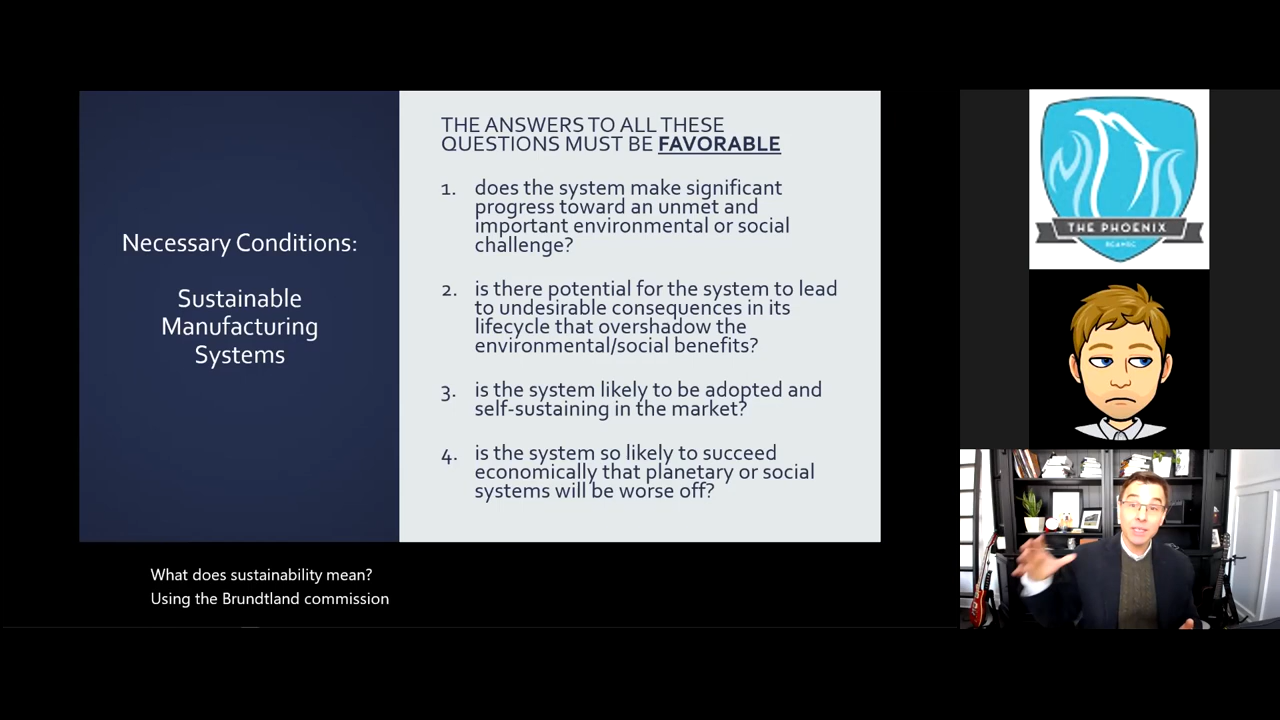 Necessary Conditions:
Sustainable
Manufacturing
Systems
THE ANSWERS TO ALL THESE
QUESTIONS MUST BE FAVORABLE
1. does the system make significant
progress toward an unmet and
important environmental or social
challenge?
2. is there potential for the system to lead
to undesirable consequences in its
lifecycle that overshadow the
environmental/social benefits?
3. is the system likely to be adopted and
self-sustaining in the market?
4. is the system so likely to succeed
economically that planetary or social
systems will be worse off?
What does sustainability mean?
Using the Brundtland commission
THE PHOENIX